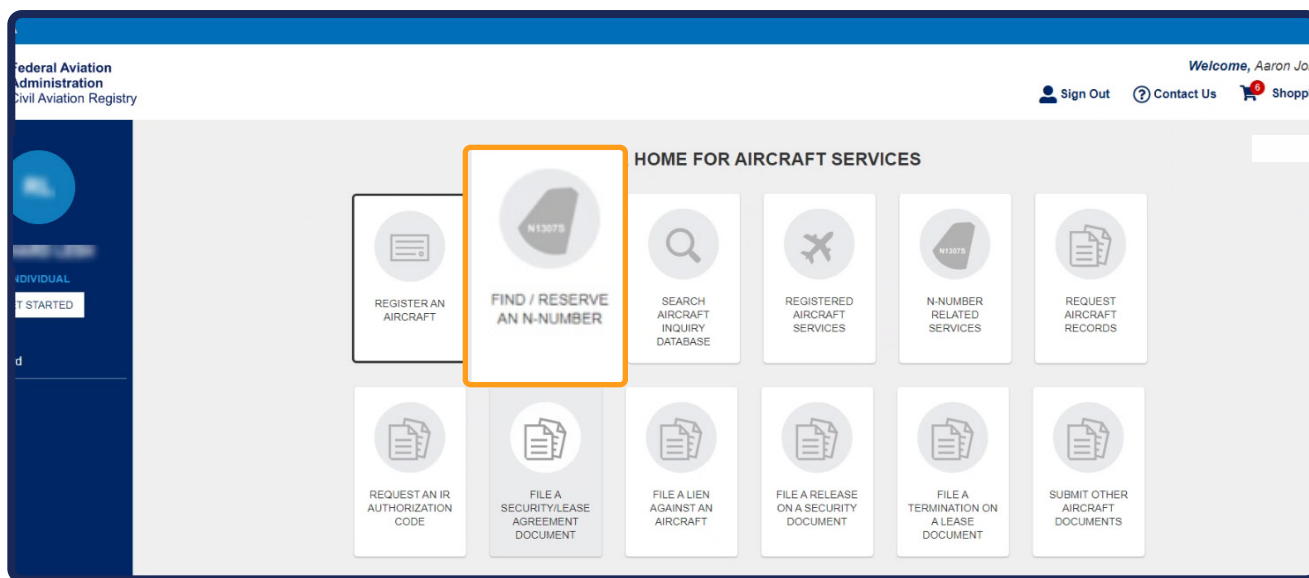 Federal Aviation
Administration
Civil Aviation Registry
Welcome, Aaron Jo
Sign Out
Contact Us
6
Shopp
HOME FOR AIRCRAFT SERVICES
INDIVIDUAL
T STARTED
d
REGISTER AN
AIRCRAFT
N1307S
FIND / RESERVE
AN N-NUMBER
SEARCH
AIRCRAFT
INQUIRY
DATABASE
REGISTERED
AIRCRAFT
SERVICES
N1307S
N-NUMBER
RELATED
SERVICES
REQUEST
AIRCRAFT
RECORDS
REQUEST AN IR
AUTHORIZATION
CODE
FILE A
SECURITY/LEASE
AGREEMENT
DOCUMENT
FILE A LIEN
AGAINST AN
AIRCRAFT
FILE A RELEASE
ON A SECURITY
DOCUMENT
FILE A
TERMINATION ON
A LEASE
DOCUMENT
SUBMIT OTHER
AIRCRAFT
DOCUMENTS